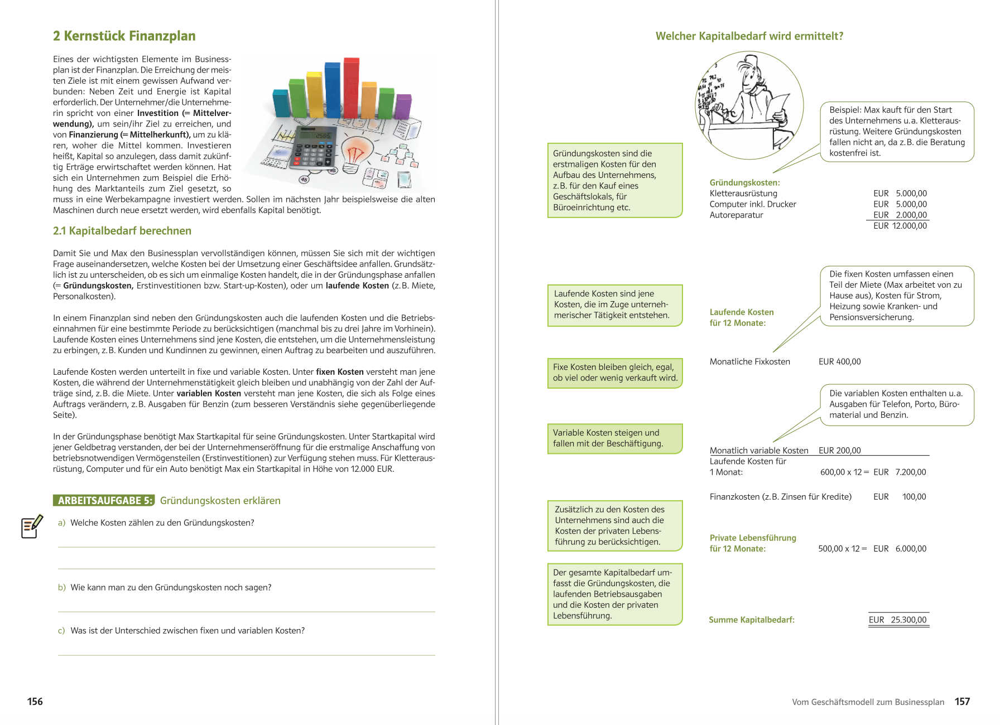 2 Kernstück Finanzplan
Eines der wichtigsten Elemente im Business-
plan ist der Finanzplan. Die Erreichung der meis-
ten Ziele ist mit einem gewissen Aufwand ver-
bunden: Neben Zeit und Energie ist Kapital
erforderlich. Der Unternehmer/die Unternehme-
rin spricht von einer Investition (= Mittelver-
wendung), um sein/ihr Ziel zu erreichen, und
von Finanzierung (= Mittelherkunft), um zu klä-
ren, woher die Mittel kommen. Investieren
heißt, Kapital so anzulegen, dass damit zukünf-
tig Erträge erwirtschaftet werden können. Hat
sich ein Unternehmen zum Beispiel die Erhö-
hung des Marktanteils zum Ziel gesetzt, so
muss in eine Werbekampagne investiert werden. Sollen im nächsten Jahr beispielsweise die alten
Maschinen durch neue ersetzt werden, wird ebenfalls Kapital benötigt.
2586.
45
2.1 Kapitalbedarf berechnen
Damit Sie und Max den Businessplan vervollständigen können, müssen Sie sich mit der wichtigen
Frage auseinandersetzen, welche Kosten bei der Umsetzung einer Geschäftsidee anfallen. Grundsätz-
lich ist zu unterscheiden, ob es sich um einmalige Kosten handelt, die in der Gründungsphase anfallen
(= Gründungskosten, Erstinvestitionen bzw. Start-up-Kosten), oder um laufende Kosten (z. B. Miete,
Personalkosten).
In einem Finanzplan sind neben den Gründungskosten auch die laufenden Kosten und die Betriebs-
einnahmen für eine bestimmte Periode zu berücksichtigen (manchmal bis zu drei Jahre im Vorhinein).
Laufende Kosten eines Unternehmens sind jene Kosten, die entstehen, um die Unternehmensleistung
zu erbingen, z. B. Kunden und Kundinnen zu gewinnen, einen Auftrag zu bearbeiten und auszuführen.
Laufende Kosten werden unterteilt in fixe und variable Kosten. Unter fixen Kosten versteht man jene
Kosten, die während der Unternehmenstätigkeit gleich bleiben und unabhängig von der Zahl der Auf-
träge sind, z. B. die Miete. Unter variablen Kosten versteht man jene Kosten, die sich als Folge eines
Auftrags verändern, z. B. Ausgaben für Benzin (zum besseren Verständnis siehe gegenüberliegende
Seite).
In der Gründungsphase benötigt Max Startkapital für seine Gründungskosten. Unter Startkapital wird
jener Geldbetrag verstanden, der bei der Unternehmenseröffnung für die erstmalige Anschaffung von
betriebsnotwendigen Vermögensteilen (Erstinvestitionen) zur Verfügung stehen muss. Für Kletteraus-
rüstung, Computer und für ein Auto benötigt Max ein Startkapital in Höhe von 12.000 EUR.
ARBEITSAUFGABE 5: Gründungskosten erklären
a) Welche Kosten zählen zu den Gründungskosten?
b) Wie kann man zu den Gründungskosten noch sagen?
c) Was ist der Unterschied zwischen fixen und variablen Kosten?
156
Welcher Kapitalbedarf wird ermittelt?
Beispiel: Max kauft für den Start
des Unternehmens u. a. Kletteraus-
rüstung. Weitere Gründungskosten
fallen nicht an, da z. B. die Beratung
kostenfrei ist.
Gründungskosten sind die
erstmaligen Kosten für den
Aufbau des Unternehmens,
z. B. für den Kauf eines
Geschäftslokals, für
Büroeinrichtung etc.
Gründungskosten:
Kletterausrüstung EUR 5.000,00
Computer inkl. Drucker EUR 5.000,00
Autoreparatur EUR 2.000,00
EUR 12.000,00
Die fixen Kosten umfassen einen
Teil der Miete (Max arbeitet von zu
Hause aus), Kosten für Strom,
Heizung sowie Kranken- und
Pensionsversicherung.
Laufende Kosten sind jene
Kosten, die im Zuge unterneh-
merischer Tätigkeit entstehen.
Laufende Kosten
für 12 Monate:
Fixe Kosten bleiben gleich, egal,
ob viel oder wenig verkauft wird.
Monatliche Fixkosten EUR 400,00
Die variablen Kosten enthalten u. a.
Ausgaben für Telefon, Porto, Büro-
material und Benzin.
Variable Kosten steigen und
fallen mit der Beschäftigung.
Monatlich variable Kosten EUR 200,00
Laufende Kosten für
1 Monat: 600,00 x 12 = EUR 7.200,00
Finanzkosten (z. B. Zinsen für Kredite) EUR 100,00
Zusätzlich zu den Kosten des
Unternehmens sind auch die
Kosten der privaten Lebens-
führung zu berücksichtigen.
Private Lebensführung
für 12 Monate: 500,00 x 12 = EUR 6.000,00
Der gesamte Kapitalbedarf um-
fasst die Gründungskosten, die
laufenden Betriebsausgaben
und die Kosten der privaten
Lebensführung.
Summe Kapitalbedarf: EUR 25.300,00
Vom Geschäftsmodell zum Businessplan 157